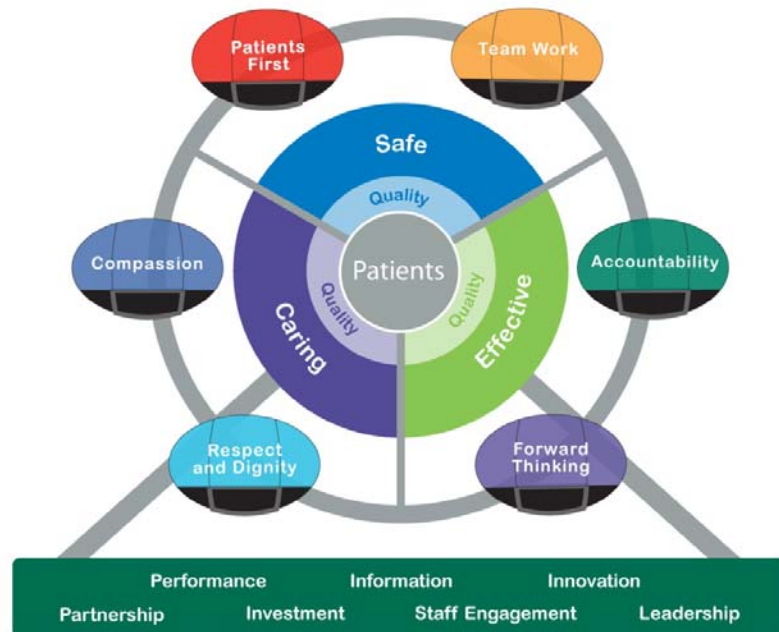 Patients
First
Team Work
Safe
Quality
Compassion
Patients
Accountability
Quality
Quality
Caring
Effective
Respect
and Dignity
Forward
Thinking
Performance Information Innovation
Partnership Investment Staff Engagement Leadership